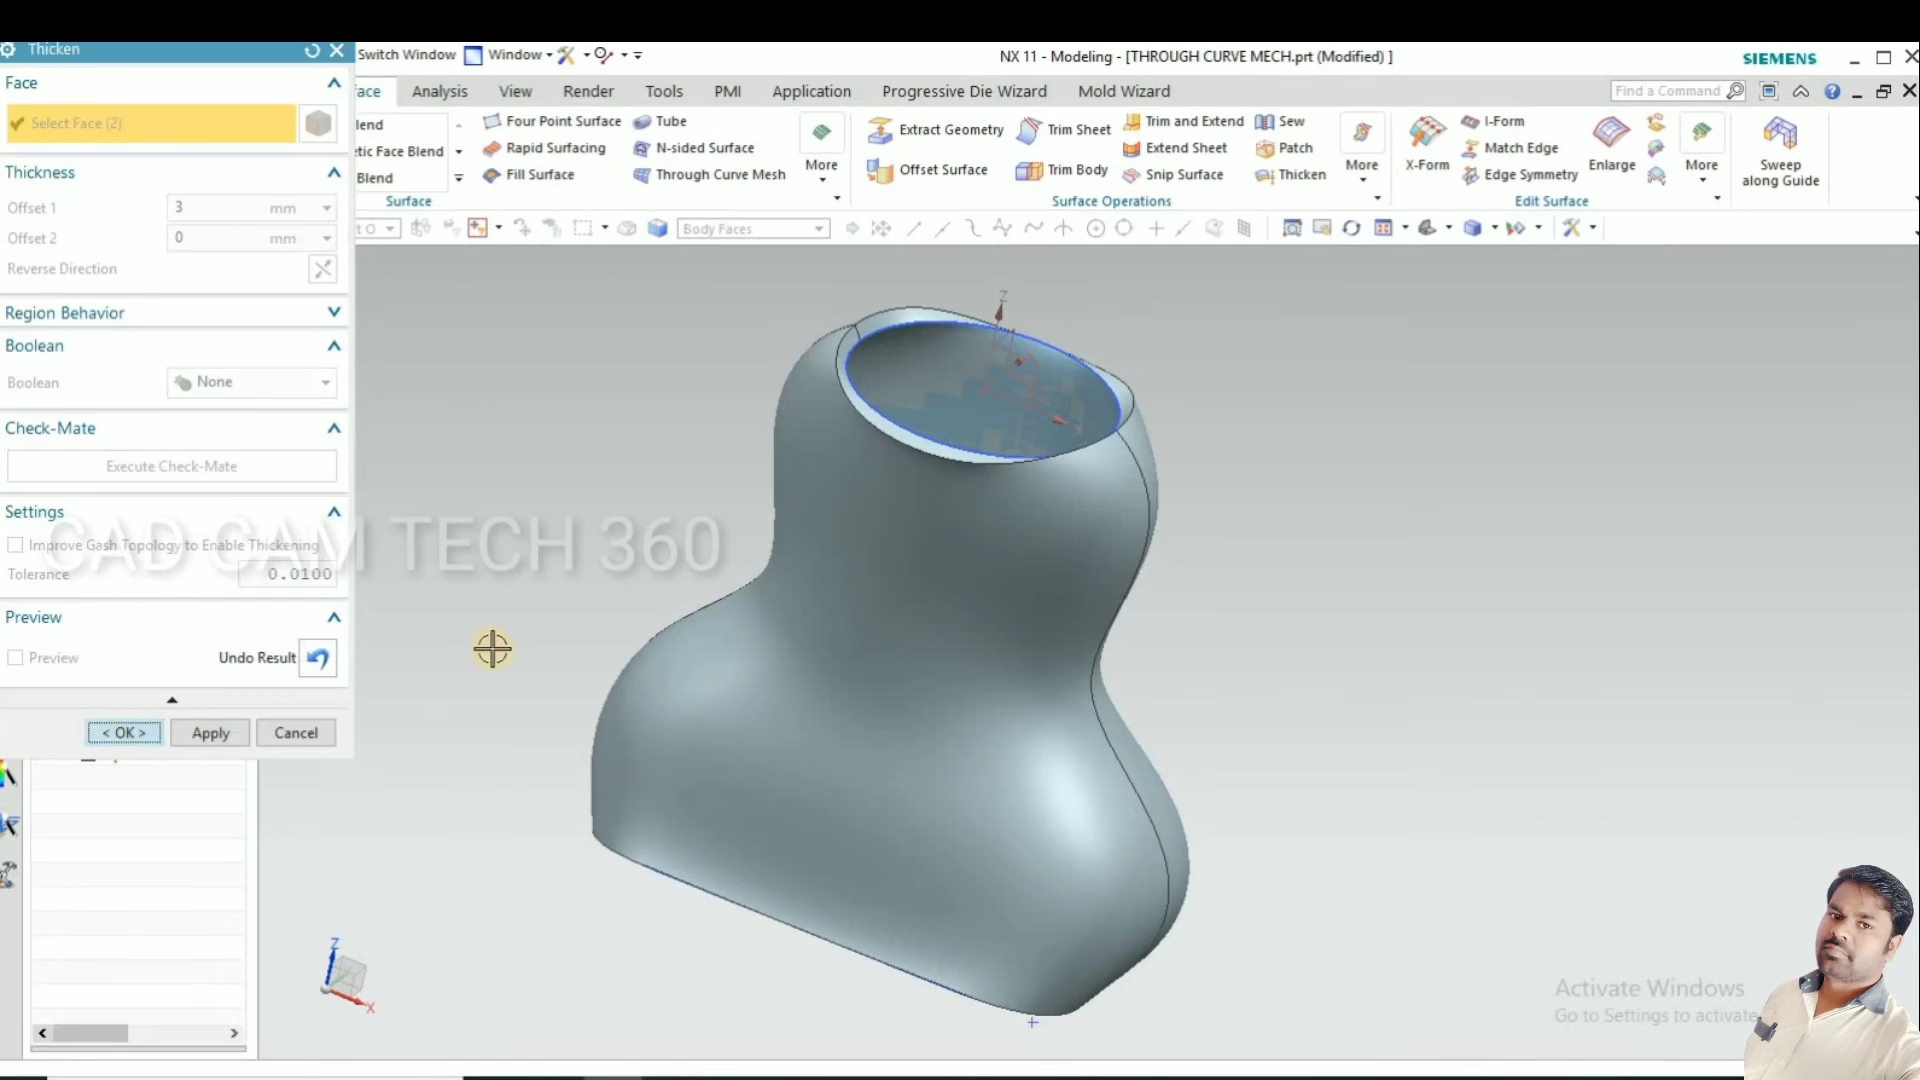 Thicken
Switch Window Window
NX 11 - Modeling - [THROUGH CURVE MECH.prt (Modified) ]
SIEMENS
Face
Select Face (2)
Thickness
Offset 1 3 mm
Offset 2 0 mm
Reverse Direction
Region Behavior
Boolean
Boolean None
Check-Mate
Execute Check-Mate
Settings
Improve Gash Topology to Enable Thickening
Tolerance 0.0100
Preview
Preview Undo Result
< OK > Apply Cancel
Analysis View Render Tools PMI Application Progressive Die Wizard Mold Wizard
Find a Command
Four Point Surface
Rapid Surfacing
Fill Surface
Tube
N-sided Surface
Through Curve Mesh
More
Surface
Face Blend
Blend
Extract Geometry
Offset Surface
Trim Sheet
Trim Body
Trim and Extend
Extend Sheet
Snip Surface
Sew
Patch
Thicken
More
Surface Operations
X-Form
I-Form
Match Edge
Edge Symmetry
Enlarge
More
Edit Surface
Sweep
along Guide
Body Faces
CAD CAM TECH 360
Z
Z
X
Activate Windows
Go to Settings to activate